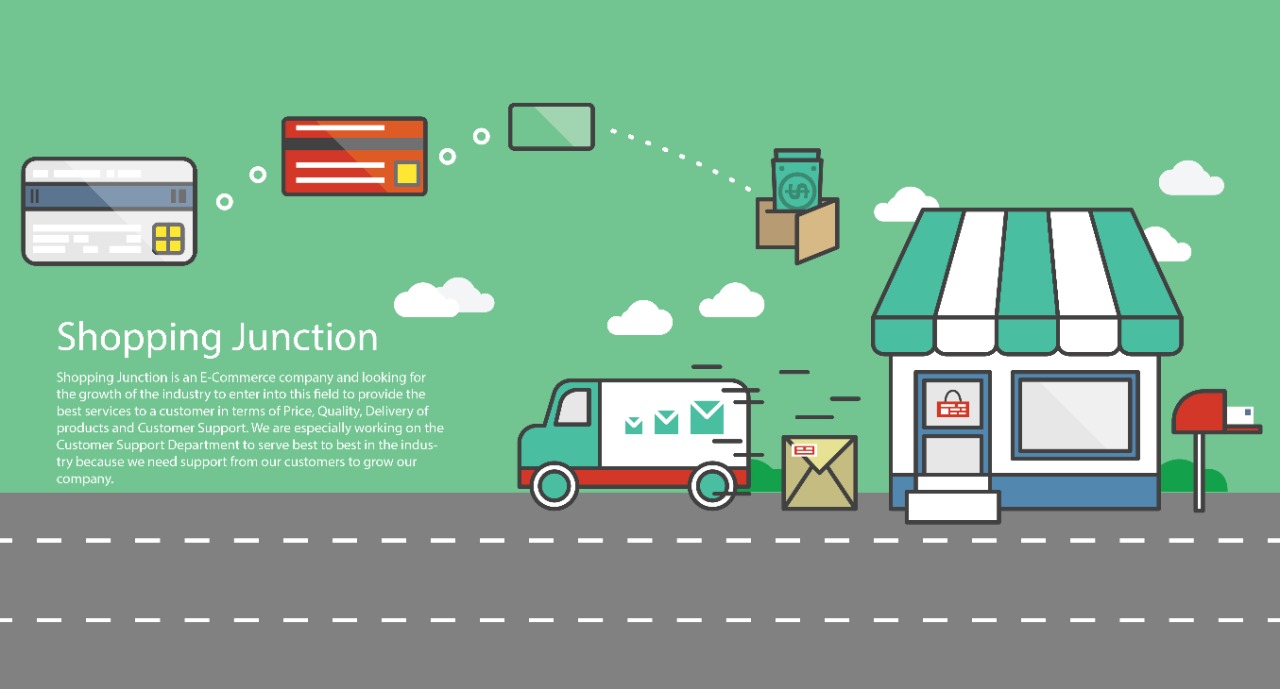 Shopping Junction
Shopping Junction is an E-Commerce company and looking for
the growth of the industry to enter into this field to provide the
best services to a customer in terms of Price, Quality, Delivery of
products and Customer Support. We are especially working on the
Customer Support Department to serve best to best in the indus-
try because we need support from our customers to grow our
company.
$